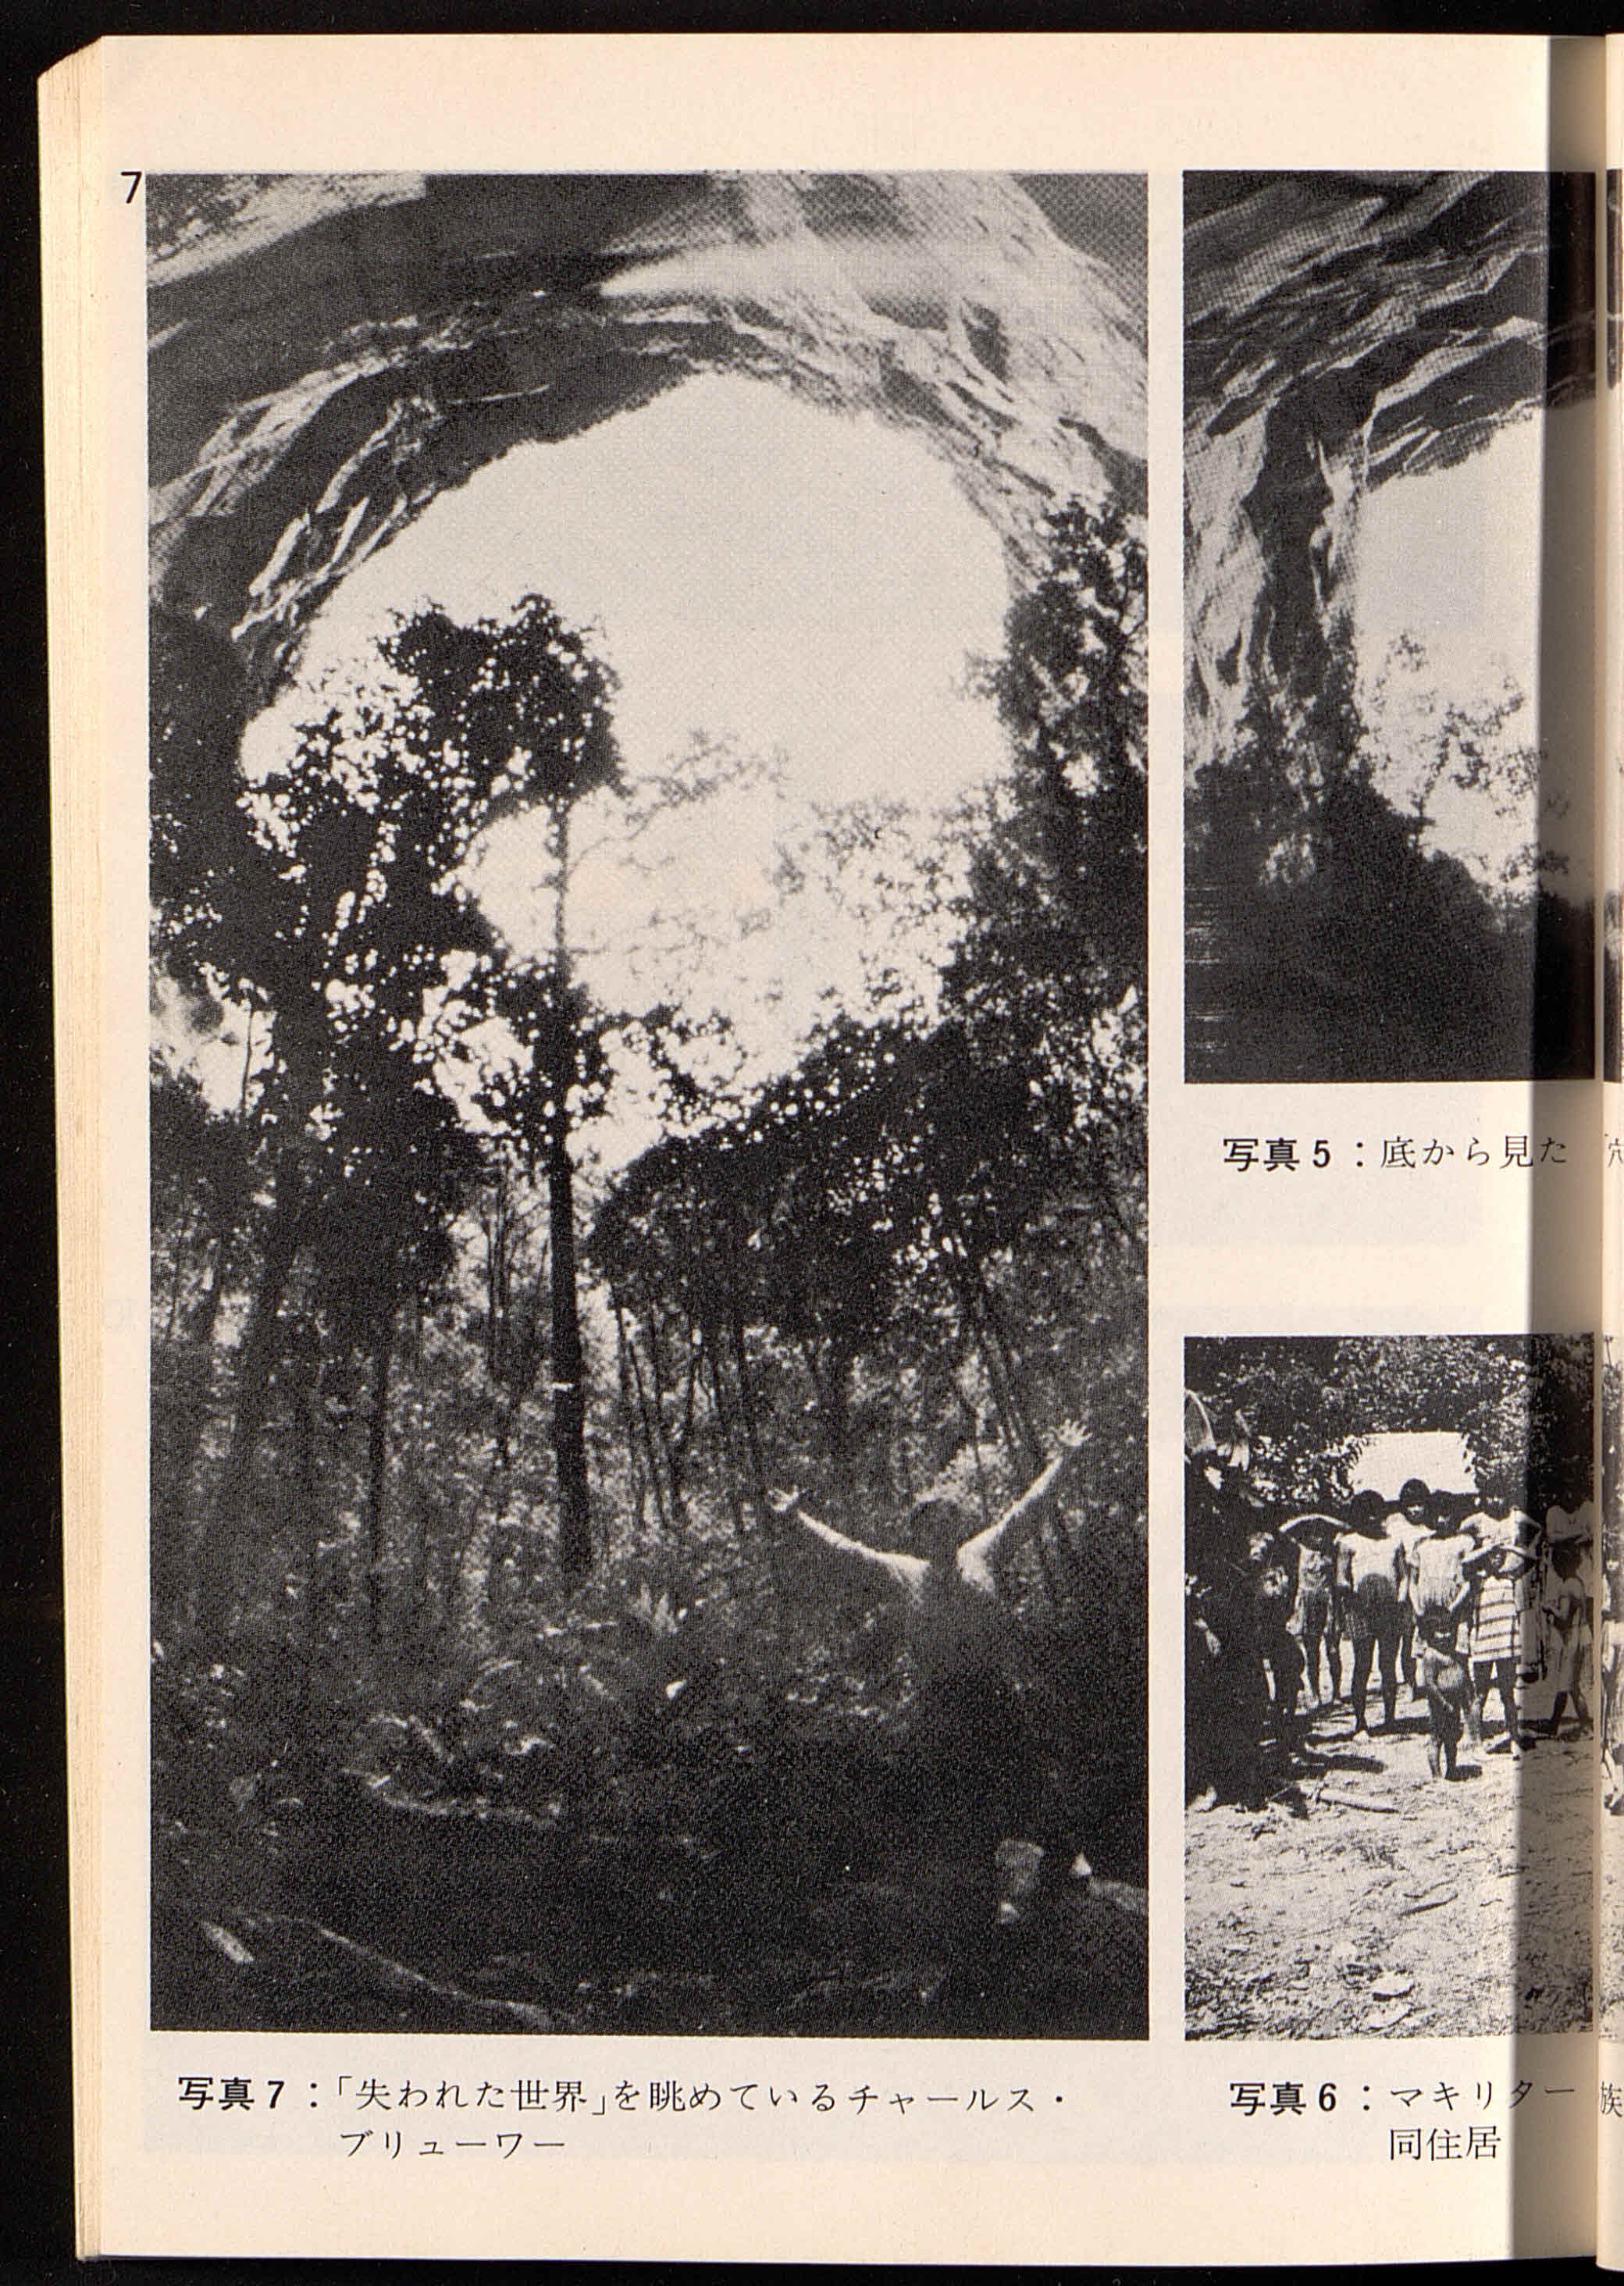 7
写真7：「失われた世界」を眺めているチャールス・
ブリューワー
写真5：底から見た「穴
写真6：マキリター族
同住居